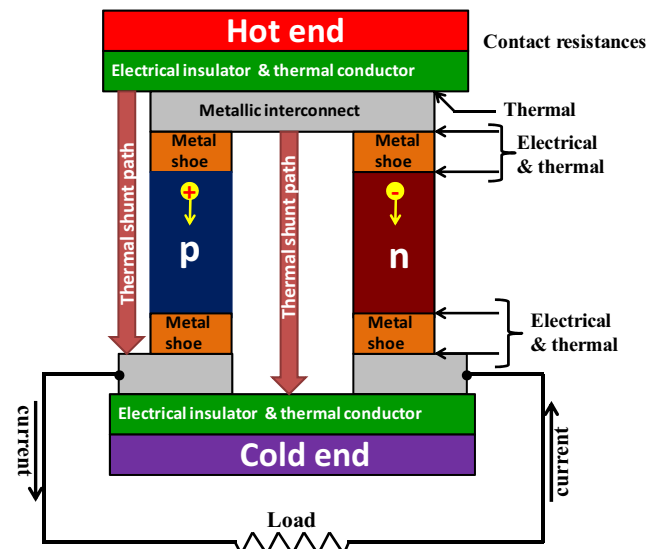 Hot end
Contact resistances
Electrical insulator & thermal conductor
Metallic interconnect
Thermal
Metal
shoe
Metal
shoe
Electrical
& thermal
Thermal shunt path
+
Thermal shunt path
-
p
n
Metal
shoe
Metal
shoe
Electrical
& thermal
Electrical insulator & thermal conductor
current
current
Cold end
Load